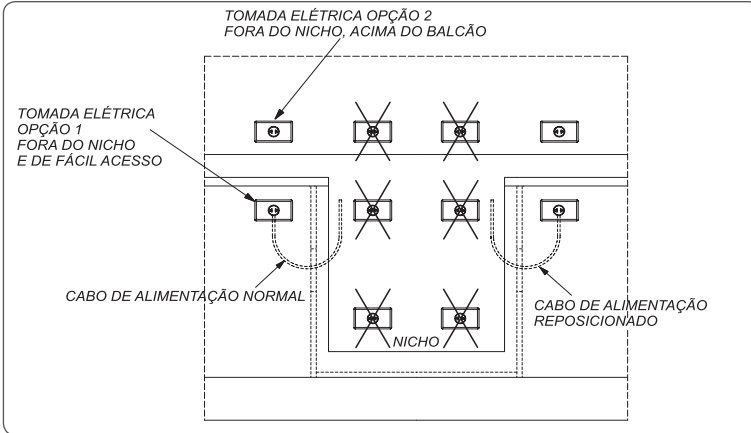 TOMADA ELÉTRICA OPÇÃO 2
FORA DO NICHO, ACIMA DO BALCÃO
TOMADA ELÉTRICA
OPÇÃO 1
FORA DO NICHO
E DE FÁCIL ACESSO
CABO DE ALIMENTAÇÃO NORMAL
CABO DE ALIMENTAÇÃO
REPOSICIONADO
NICHO